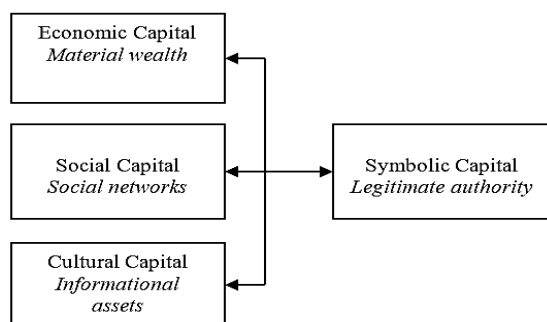 Economic Capital
Material wealth
Social Capital
Social networks
Symbolic Capital
Legitimate authority
Cultural Capital
Informational
assets